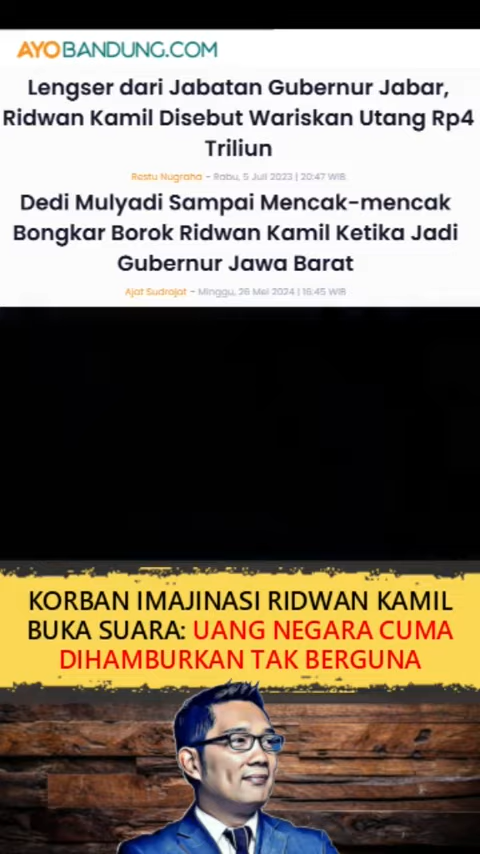 AYOBANDUNG.COM
Lengser dari Jabatan Gubernur Jabar,
Ridwan Kamil Disebut Wariskan Utang Rp4
Triliun
Restu Nugraha - Rabu, 5 Juli 2023 | 20:47 WIB
Dedi Mulyadi Sampai Mencak-mencak
Bongkar Borok Ridwan Kamil Ketika Jadi
Gubernur Jawa Barat
Ajat Sudrajat - Minggu, 26 Mei 2024 | 16:45 WIB
KORBAN IMAJINASI RIDWAN KAMIL
BUKA SUARA: UANG NEGARA CUMA
DIHAMBURKAN TAK BERGUNA